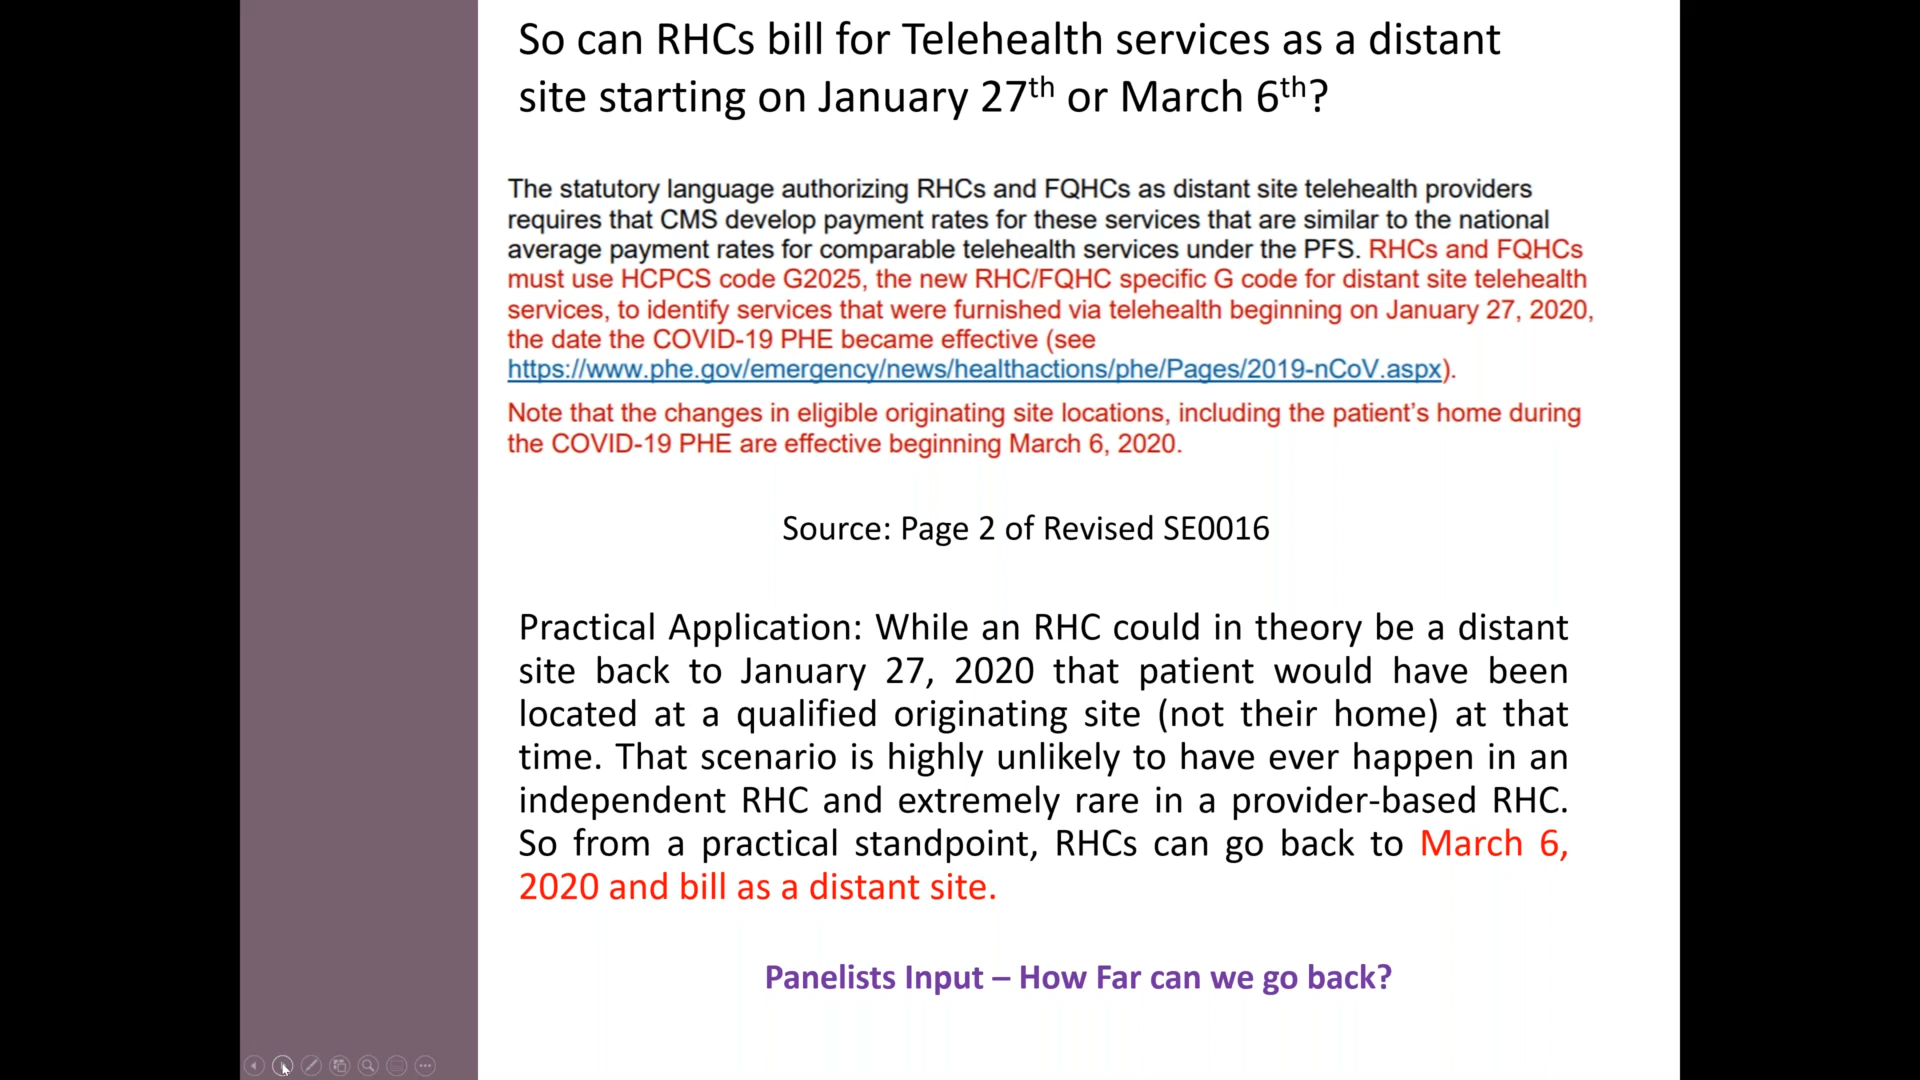 So can RHCs bill for Telehealth services as a distant
site starting on January 27th or March 6th?
The statutory language authorizing RHCs and FQHCs as distant site telehealth providers
requires that CMS develop payment rates for these services that are similar to the national
average payment rates for comparable telehealth services under the PFS. RHCs and FQHCs
must use HCPCS code G2025, the new RHC/FQHC specific G code for distant site telehealth
services, to identify services that were furnished via telehealth beginning on January 27, 2020,
the date the COVID-19 PHE became effective (see
https://www.phe.gov/emergency/news/healthactions/phe/Pages/2019-nCoV.aspx).
Note that the changes in eligible originating site locations, including the patient's home during
the COVID-19 PHE are effective beginning March 6, 2020.
Source: Page 2 of Revised SE0016
Practical Application: While an RHC could in theory be a distant
site back to January 27, 2020 that patient would have been
located at a qualified originating site (not their home) at that
time. That scenario is highly unlikely to have ever happen in an
independent RHC and extremely rare in a provider-based RHC.
So from a practical standpoint, RHCs can go back to March 6,
2020 and bill as a distant site.
Panelists Input – How Far can we go back?